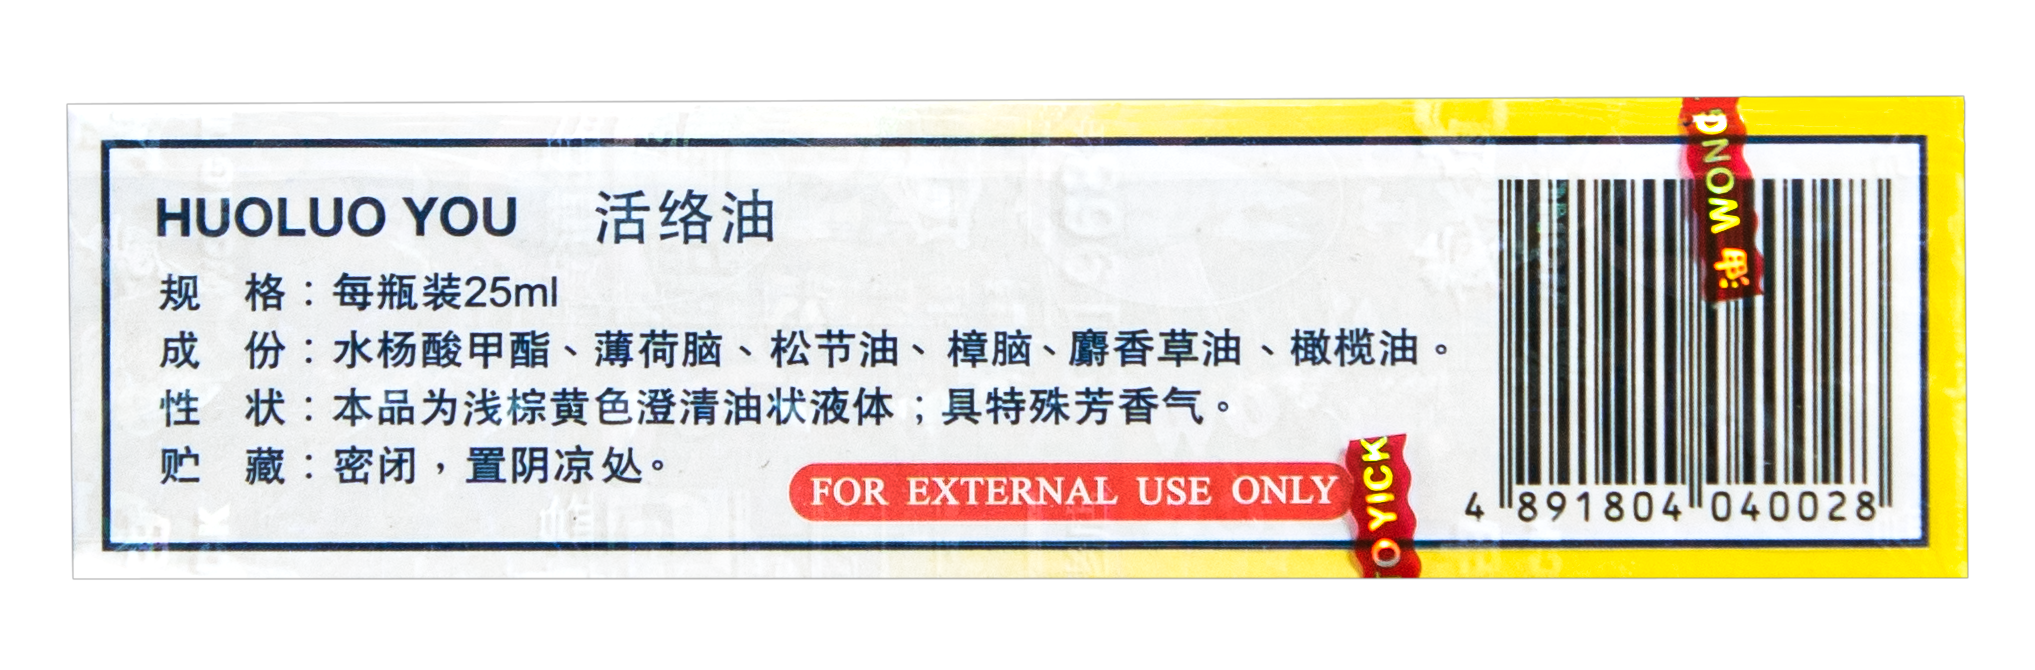 HUOLUO YOU 活络油
规 格：每瓶装25ml
成 份：水杨酸甲酯、薄荷脑、松节油、樟脑、麝香草油、橄榄油。
性 状：本品为浅棕黄色澄清油状液体；具特殊芳香气。
贮 藏：密闭，置阴凉处。
FOR EXTERNAL USE ONLY
4 891804 040028
油 WONG
TO YICK